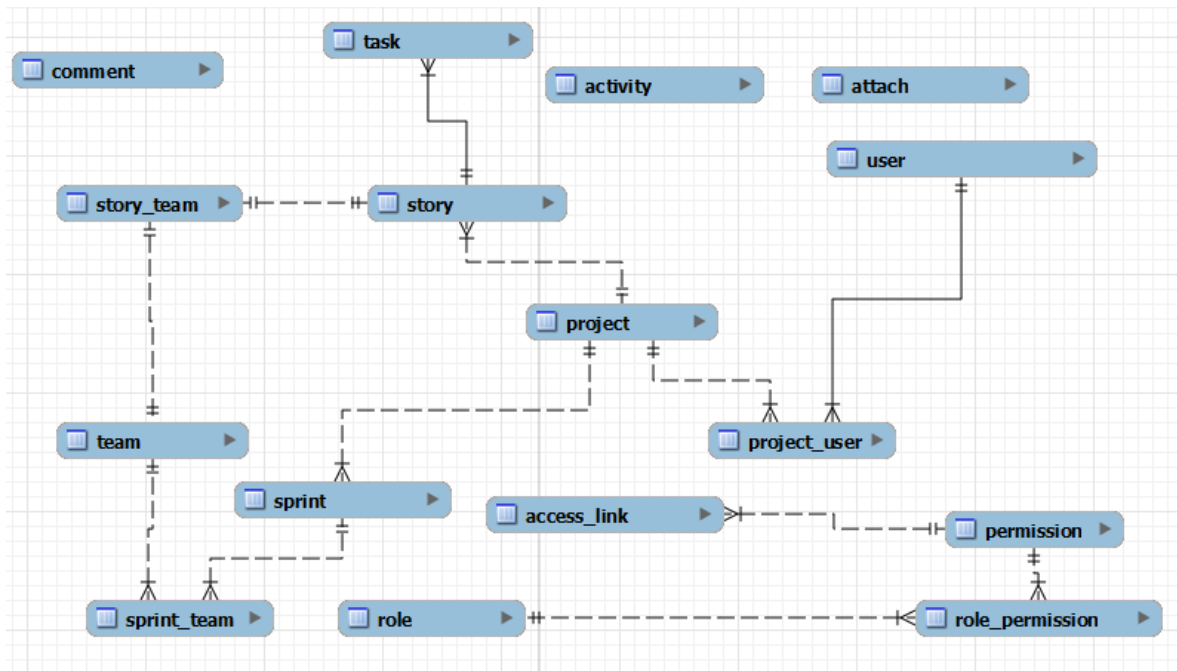 task
comment
activity
attach
user
story_team
story
project
team
project_user
sprint
access_link
permission
sprint_team
role
role_permission